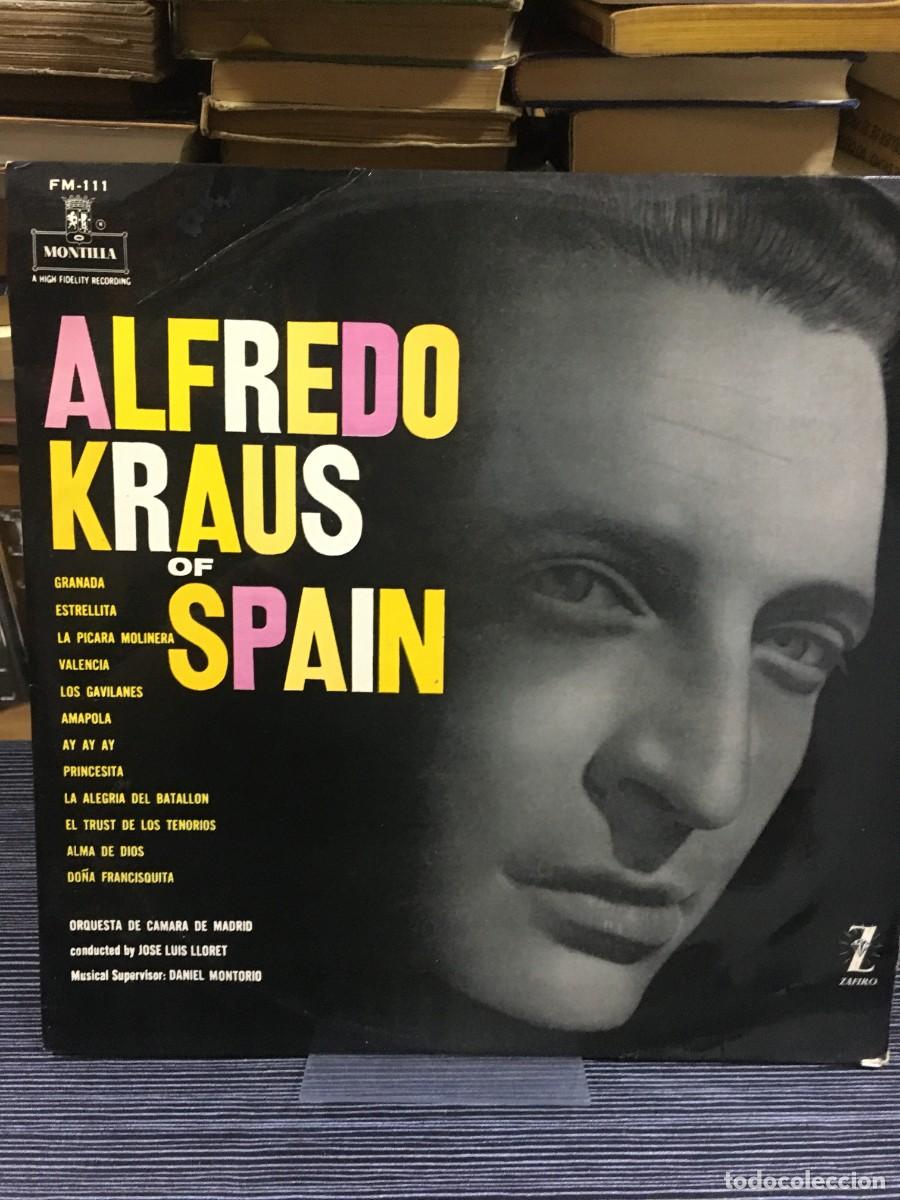 FM-111
MONTILLA
A HIGH FIDELITY RECORDING
ALFREDO
KRAUS
OF
SPAIN
GRANADA
ESTRELLITA
LA PICARA MOLINERA
VALENCIA
LOS GAVILANES
AMAPOLA
AY AY AY
PRINCESITA
LA ALEGRIA DEL BATALLON
EL TRUST DE LOS TENORIOS
ALMA DE DIOS
DOÑA FRANCISQUITA
ORQUESTA DE CAMARA DE MADRID
conducted by JOSE LUIS LLORET
Musical Supervisor: DANIEL MONTORIO
Z
ZAFIRO
todocoleccion